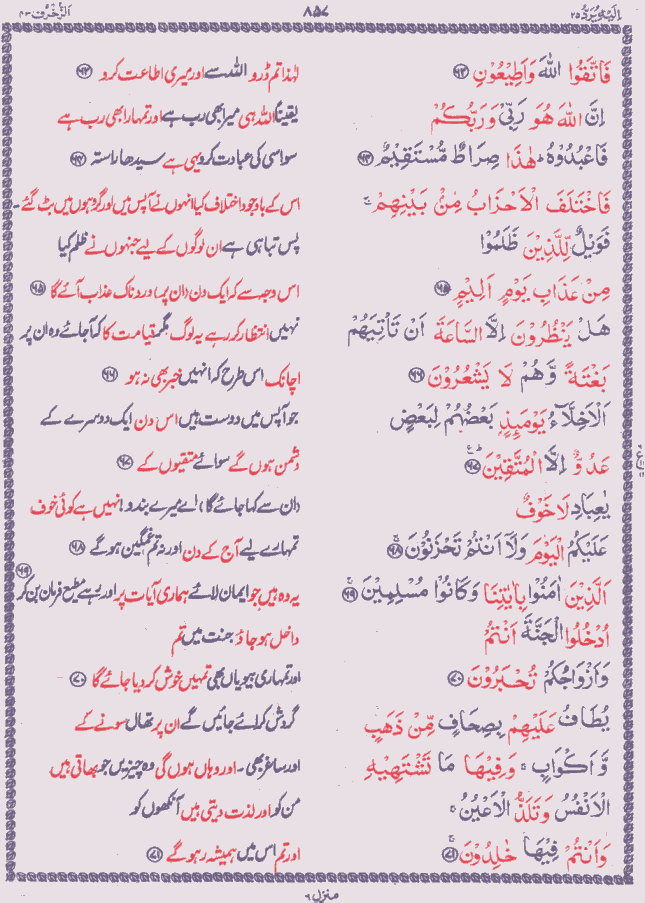 اِلَيْهِ يُرَدُّ ٢٥ ٨٥٧ اَلزُّخْرُف ٤٣
فَاتَّقُوا اللّٰهَ وَاَطِيْعُوْنِ ﴿٦٣﴾ لہٰذا تم ڈرو اللہ سے اور میری اطاعت کرو ﴿٦٣﴾
اِنَّ اللّٰهَ هُوَ رَبِّيْ وَرَبُّكُمْ یقیناً اللہ ہی میرا بھی رب ہے اور تمہارا بھی رب ہے
فَاعْبُدُوْهُ ؕ هٰذَا صِرَاطٌ مُّسْتَقِيْمٌ ﴿٦٤﴾ سو اسی کی عبادت کرو یہی ہے سیدھا راستہ ﴿٦٤﴾
فَاخْتَلَفَ الْاَحْزَابُ مِنْۢ بَيْنِهِمْ ۚ اس کے باوجود اختلاف کیا انہوں نے آپس میں اور گروہوں میں بٹ گئے۔
فَوَيْلٌ لِّلَّذِيْنَ ظَلَمُوْا پس تباہی ہے ان لوگوں کے لیے جنہوں نے ظلم کیا
مِنْ عَذَابِ يَوْمٍ اَلِيْمٍ ﴿٦٥﴾ اس وجہ سے کہ ایک دن (ان پر) دردناک عذاب آئے گا ﴿٦٥﴾
هَلْ يَنْظُرُوْنَ اِلَّا السَّاعَةَ اَنْ تَاْتِيَهُمْ نہیں انتظار کر رہے یہ لوگ مگر قیامت کا کہ آجائے وہ ان پر
بَغْتَةً وَّهُمْ لَا يَشْعُرُوْنَ ﴿٦٦﴾ اچانک اس طرح کہ انہیں خبر بھی نہ ہو ﴿٦٦﴾
اَلْاَخِلَّآءُ يَوْمَىِٕذٍۭ بَعْضُهُمْ لِبَعْضٍ جو آپس میں دوست ہیں اس دن ایک دوسرے کے
عَدُوٌّ اِلَّا الْمُتَّقِيْنَ ﴿٦٧﴾ دشمن ہوں گے سوائے متقیوں کے ﴿٦٧﴾
يٰعِبَادِ لَا خَوْفٌ (ان سے کہا جائے گا) اے میرے بندو! نہیں ہے کوئی خوف
عَلَيْكُمُ الْيَوْمَ وَلَآ اَنْتُمْ تَحْزَنُوْنَ ﴿٦٨﴾ تمہارے لیے آج کے دن اور نہ تم غمگین ہو گے ﴿٦٨﴾
اَلَّذِيْنَ اٰمَنُوْا بِاٰيٰتِنَا وَكَانُوْا مُسْلِمِيْنَ ﴿٦٩﴾ یہ وہ ہیں جو ایمان لائے ہماری آیات پر اور رہے مطیع فرمان بن کر ﴿٦٩﴾
اُدْخُلُوا الْجَنَّةَ اَنْتُمْ داخل ہو جاؤ جنت میں تم
وَاَزْوَاجُكُمْ تُحْبَرُوْنَ ﴿٧٠﴾ اور تمہاری بیویاں بھی تمہیں خوش کر دیا جائے گا ﴿٧٠﴾
يُطَافُ عَلَيْهِمْ بِصِحَافٍ مِّنْ ذَهَبٍ گردش کرائے جائیں گے ان پر تھال سونے کے
وَّاَكْوَابٍ ۚ وَفِيْهَا مَا تَشْتَهِيْهِ اور ساغر بھی۔ اور وہاں ہوں گی وہ چیزیں جو بھاتی ہیں
الْاَنْفُسُ وَتَلَذُّ الْاَعْيُنُ ۚ من کو اور لذت دیتی ہیں آنکھوں کو
وَاَنْتُمْ فِيْهَا خٰلِدُوْنَ ﴿٧١﴾ اور تم اس میں ہمیشہ رہو گے ﴿٧١﴾
منزل ٦